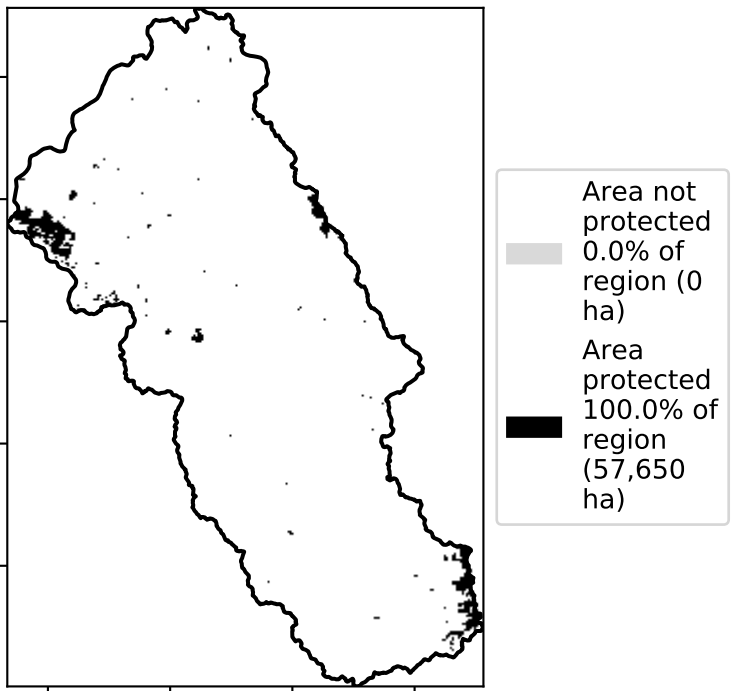 Area not
protected
0.0% of
region (0
ha)
Area
protected
100.0% of
region
(57,650
ha)